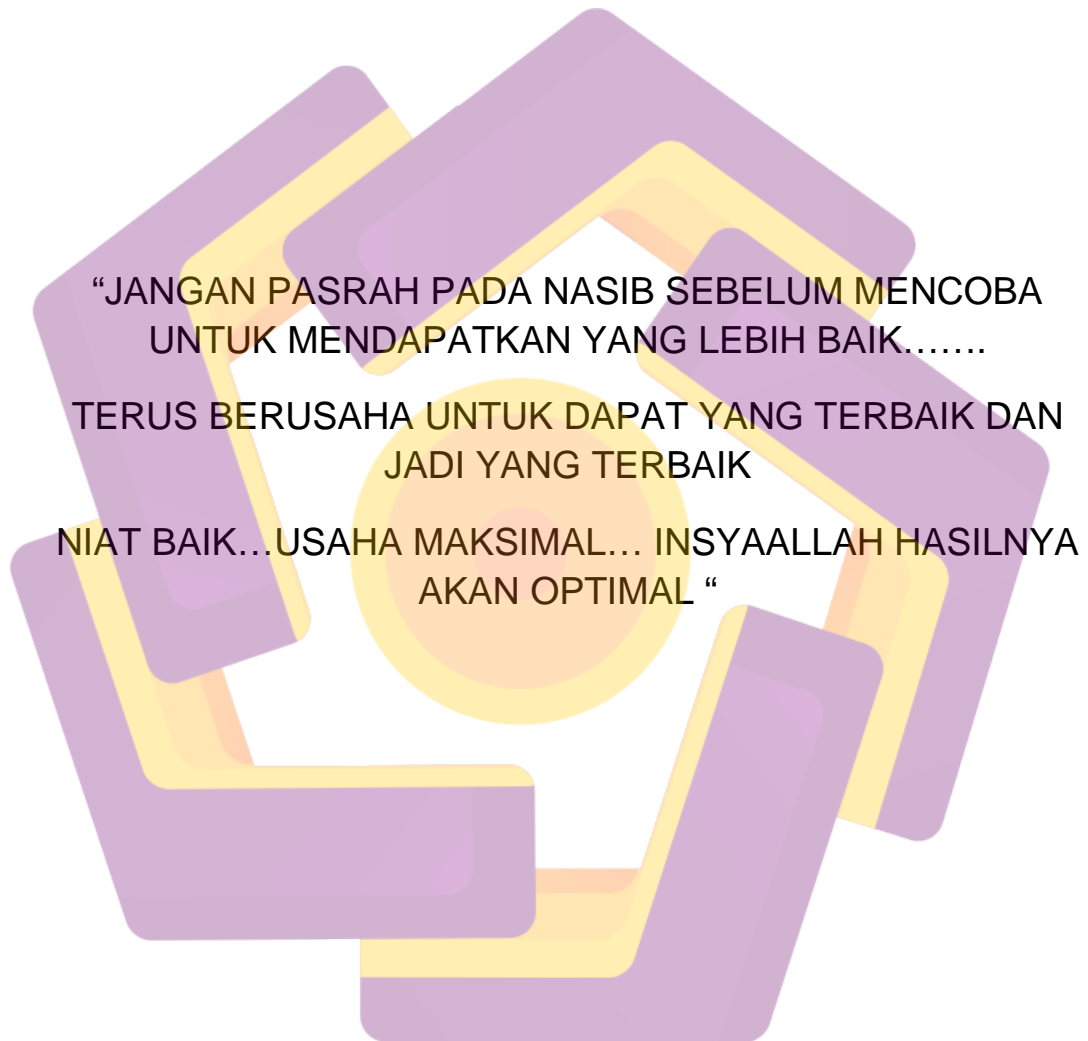 “JANGAN PASRAH PADA NASIB SEBELUM MENCOBA
UNTUK MENDAPATKAN YANG LEBIH BAIK…….
TERUS BERUSAHA UNTUK DAPAT YANG TERBAIK DAN
JADI YANG TERBAIK
NIAT BAIK…USAHA MAKSIMAL… INSYAALLAH HASILNYA
AKAN OPTIMAL “